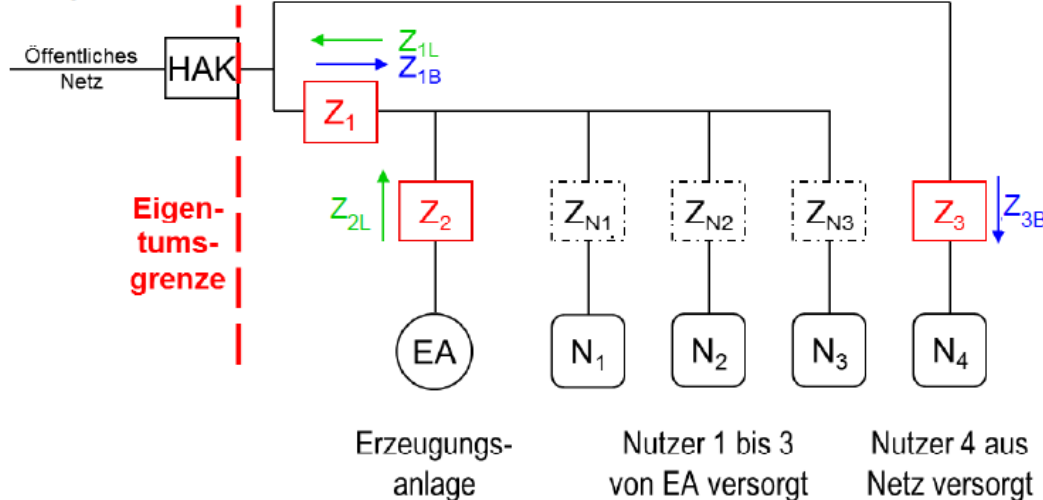 Öffentliches
Netz
HAK
Z1L
Z1B
Z1
Eigen-
tums-
grenze
Z2L
Z2
ZN1
ZN2
ZN3
Z3
Z3B
EA
N1
N2
N3
N4
Erzeugungs-
anlage
Nutzer 1 bis 3
von EA versorgt
Nutzer 4 aus
Netz versorgt